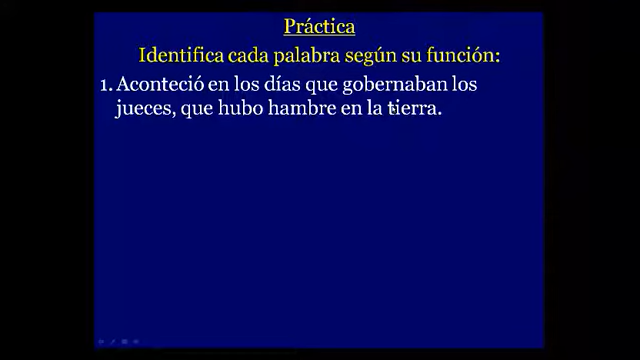 Práctica
Identifica cada palabra según su función:
1. Aconteció en los días que gobernaban los
jueces, que hubo hambre en la tierra.